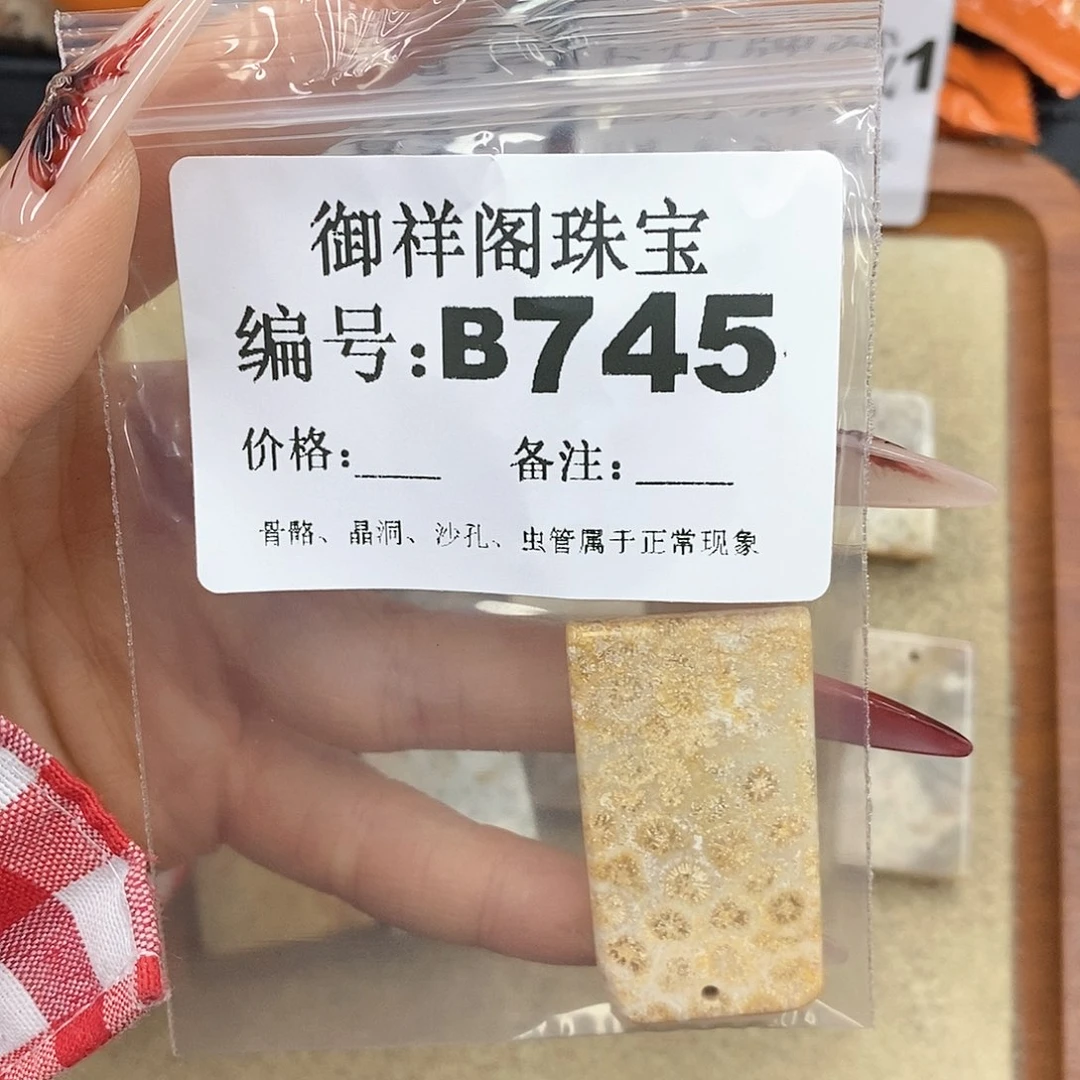 御祥阁珠宝
编号:B745
价格:____ 备注:____
骨骼、晶洞、沙孔、虫管属于正常现象
1